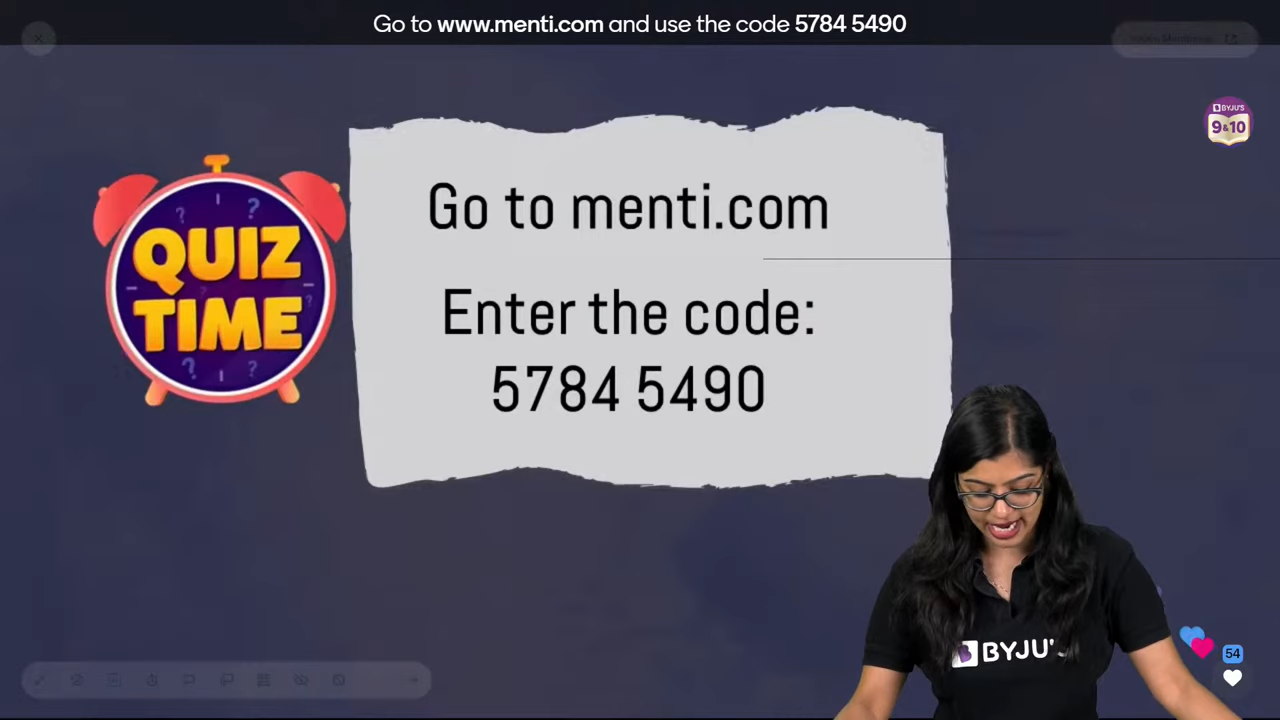 Go to www.menti.com and use the code 5784 5490
BYJU'S
9&10
QUIZ
TIME
Go to menti.com
Enter the code:
5784 5490
BYJU'S
54